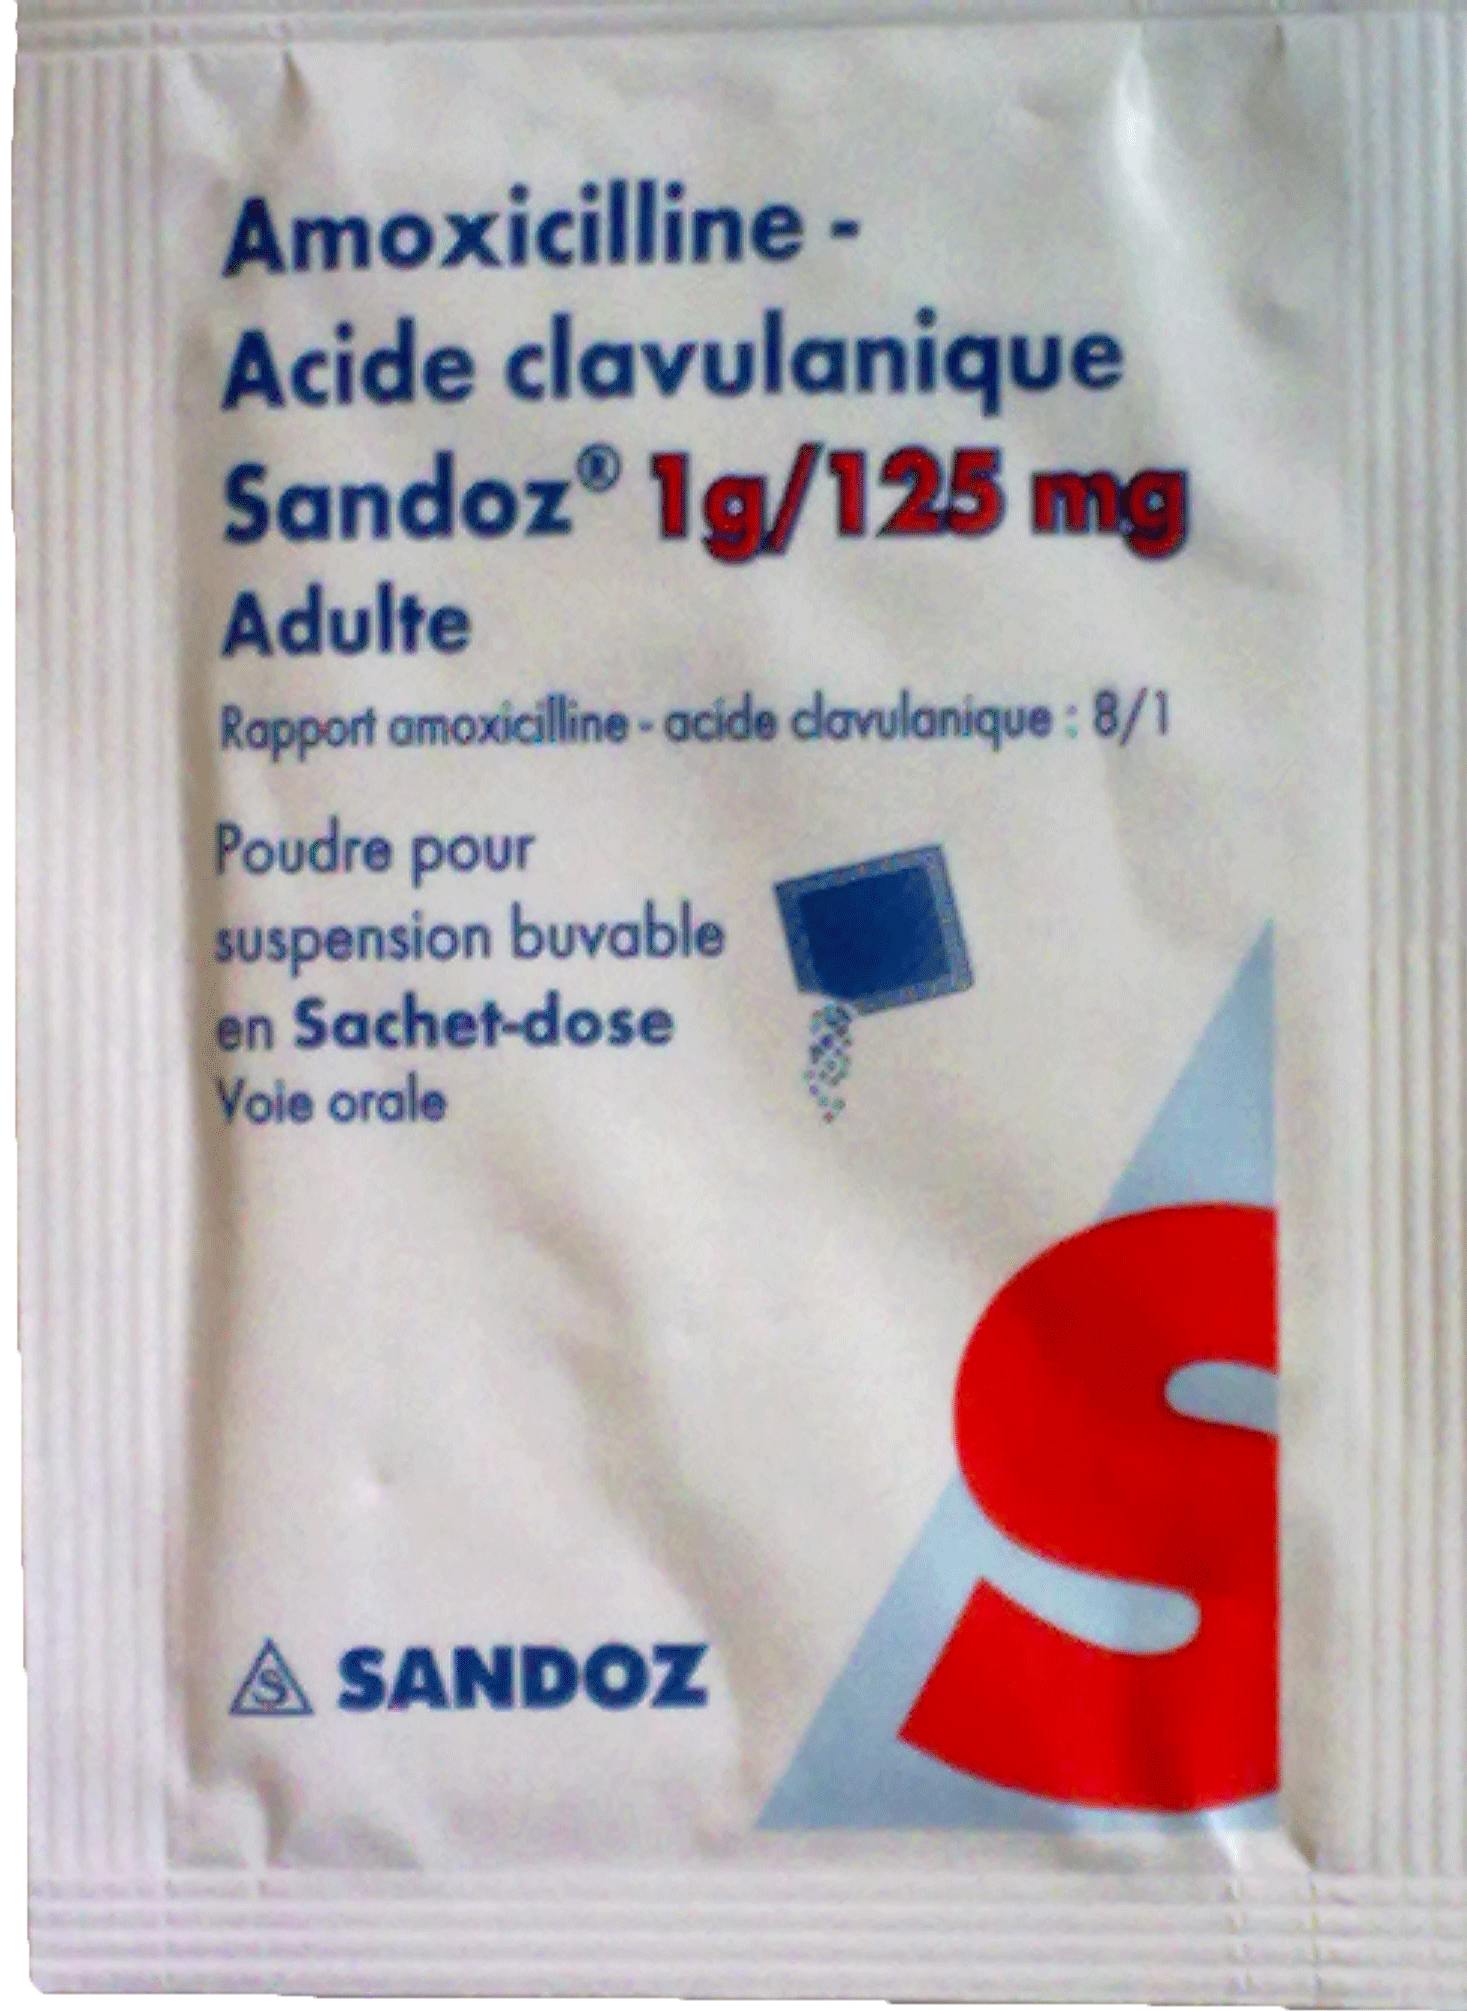 Amoxicilline -
Acide clavulanique
Sandoz® 1g/125 mg
Adulte
Rapport amoxicilline - acide clavulanique : 8/1
Poudre pour
suspension buvable
en Sachet-dose
Voie orale
S
S SANDOZ